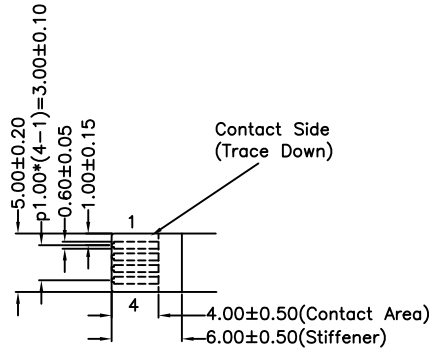 5.00±0.20
p1.00*(4-1)=3.00±0.10
0.60±0.05
1.00±0.15
Contact Side
(Trace Down)
1
4
4.00±0.50(Contact Area)
6.00±0.50(Stiffener)